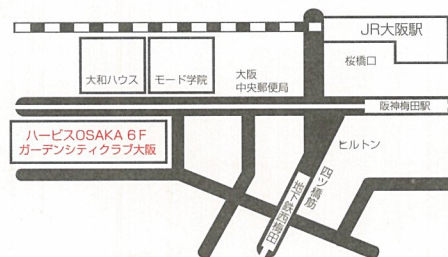 JR大阪駅
桜橋口
大和ハウス
モード学院
大阪
中央郵便局
阪神梅田駅
ハービスOSAKA 6F
ガーデンシティクラブ大阪
ヒルトン
四ツ橋筋
地下鉄西梅田